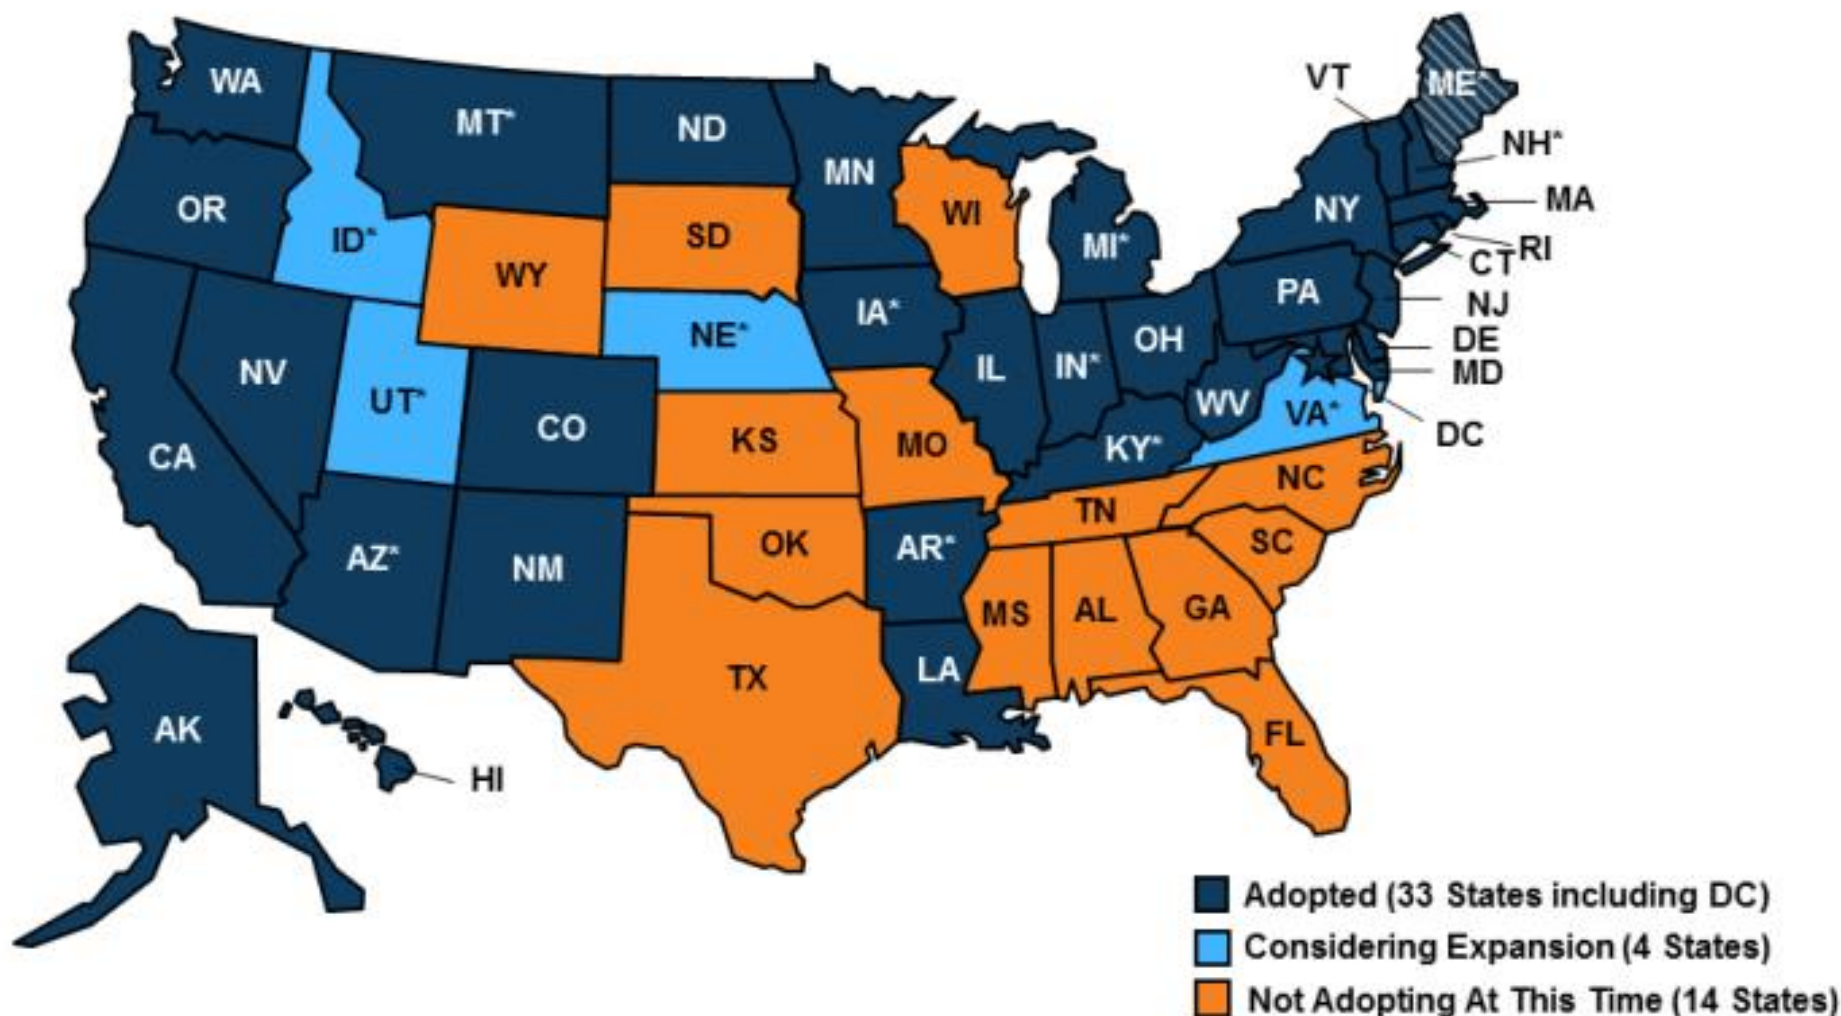 WA
MT*
ND
MN
VT
ME*
NH*
OR
ID*
SD
WI
MI*
NY
MA
RI
CT
WY
NE*
IA*
PA
NJ
NV
UT*
CO
KS
MO
IL
IN*
OH
DE
MD
WV
VA*
DC
CA
KY*
NC
TN
AZ*
NM
OK
AR*
SC
MS
AL
GA
TX
LA
FL
AK
HI
Adopted (33 States including DC)
Considering Expansion (4 States)
Not Adopting At This Time (14 States)